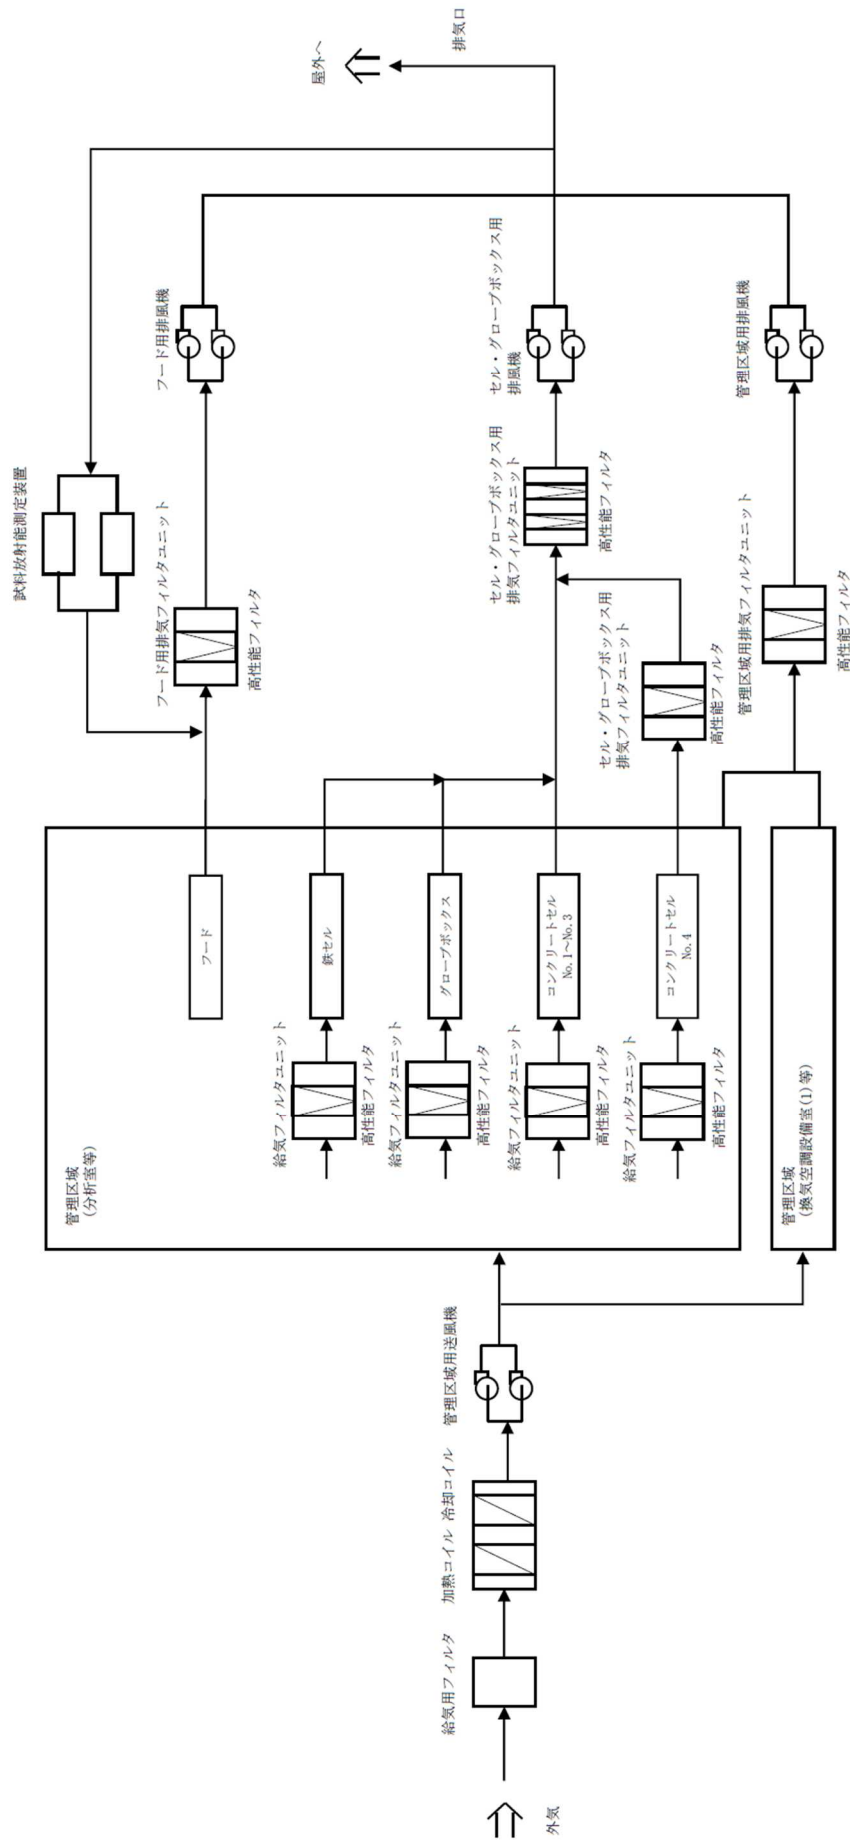 外気
給気用フィルタ
加熱コイル 冷却コイル
管理区域用送風機
管理区域
(分析室等)
管理区域
(換気空調設備室(1)等)
フード
給気フィルタユニット
高性能フィルタ
鉄セル
給気フィルタユニット
高性能フィルタ
グローブボックス
給気フィルタユニット
高性能フィルタ
コンクリートセル
No.1～No.3
給気フィルタユニット
高性能フィルタ
コンクリートセル
No.4
試料放射能測定装置
フード用排気フィルタユニット
高性能フィルタ
フード用排風機
セル・グローブボックス用
排気フィルタユニット
高性能フィルタ
セル・グローブボックス用
排気フィルタユニット
高性能フィルタ
セル・グローブボックス用
排風機
管理区域用排気フィルタユニット
高性能フィルタ
管理区域用排風機
屋外へ
排気口